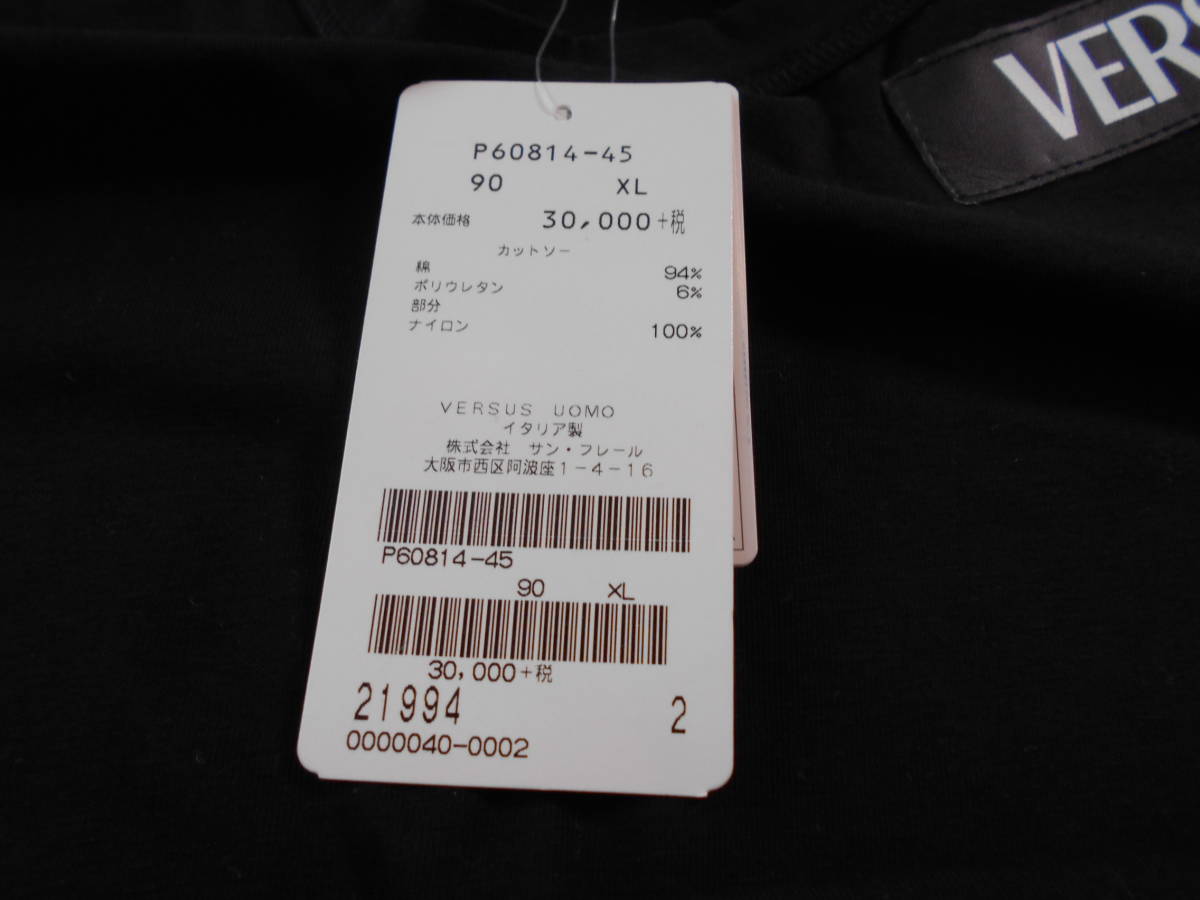 VERS
P60814-45
90 XL
本体価格 30,000+税
カットソー
綿 94%
ポリウレタン 6%
部分
ナイロン 100%
VERSUS UOMO
イタリア製
株式会社 サン・フレール
大阪市西区阿波座1-4-16
P60814-45
90 XL
30,000+税
21994 2
0000040-0002